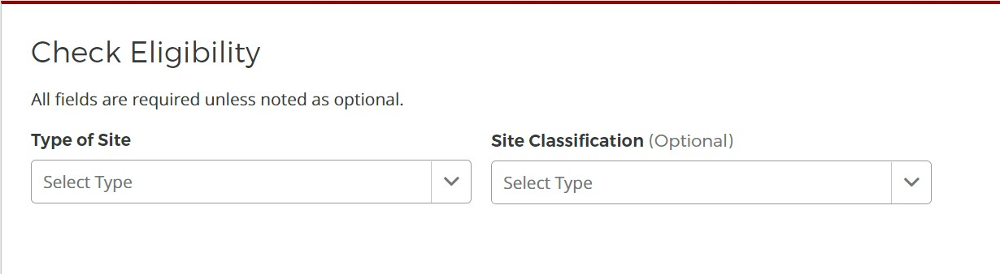 Check Eligibility
All fields are required unless noted as optional.
Type of Site
Select Type
Site Classification (Optional)
Select Type